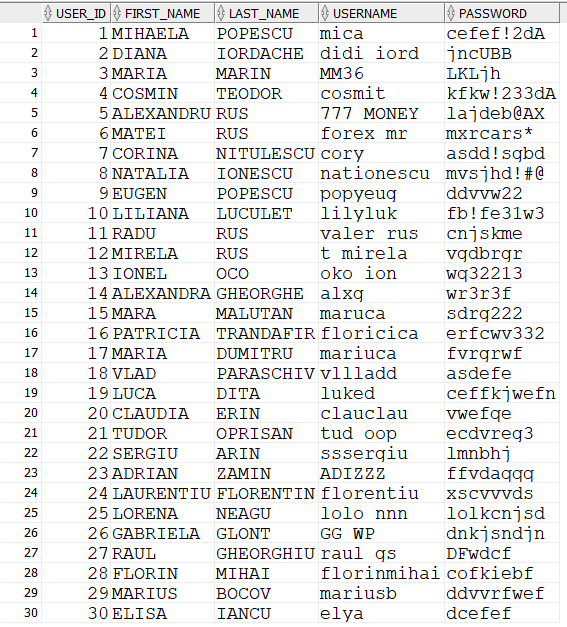 USER_ID FIRST_NAME LAST_NAME USERNAME PASSWORD
1 1 MIHAELA POPESCU mica cefef!2dA
2 2 DIANA IORDACHE didi iord jncUBB
3 3 MARIA MARIN MM36 LKLjh
4 4 COSMIN TEODOR cosmit kfkw!233dA
5 5 ALEXANDRU RUS 777 MONEY lajdeb@AX
6 6 MATEI RUS forex mr mxrcars*
7 7 CORINA NITULESCU cory asdd!sgbd
8 8 NATALIA IONESCU nationescu mvsjhd!#@
9 9 EUGEN POPESCU popyeug ddvvw22
10 10 LILIANA LUCULET lilyluk fb!fe31w3
11 11 RADU RUS valer rus cnjskme
12 12 MIRELA RUS t mirela vgdbrgr
13 13 IONEL OCO oko ion wq32213
14 14 ALEXANDRA GHEORGHE alxg wr3r3f
15 15 MARA MALUTAN maruca sdrg222
16 16 PATRICIA TRANDAFIR floricica erfcwv332
17 17 MARIA DUMITRU mariuca fvrgrwf
18 18 VLAD PARASCHIV vllladd asdefe
19 19 LUCA DITA luked ceffkjwefn
20 20 CLAUDIA ERIN clauclau vwefqe
21 21 TUDOR OPRISAN tud oop ecdvreg3
22 22 SERGIU ARIN sssergiu lmnbhj
23 23 ADRIAN ZAMIN ADIZZZ ffvdaqqq
24 24 LAURENTIU FLORENTIN florentiu xscvvvds
25 25 LORENA NEAGU lolo nnn lolkcnjsd
26 26 GABRIELA GLONT GG WP dnkjsndjn
27 27 RAUL GHEORGHIU raul gs DFwdcf
28 28 FLORIN MIHAI florinmihai cofkiebf
29 29 MARIUS BOCOV mariusb ddvvrfwef
30 30 ELISA IANCU elya dcefef